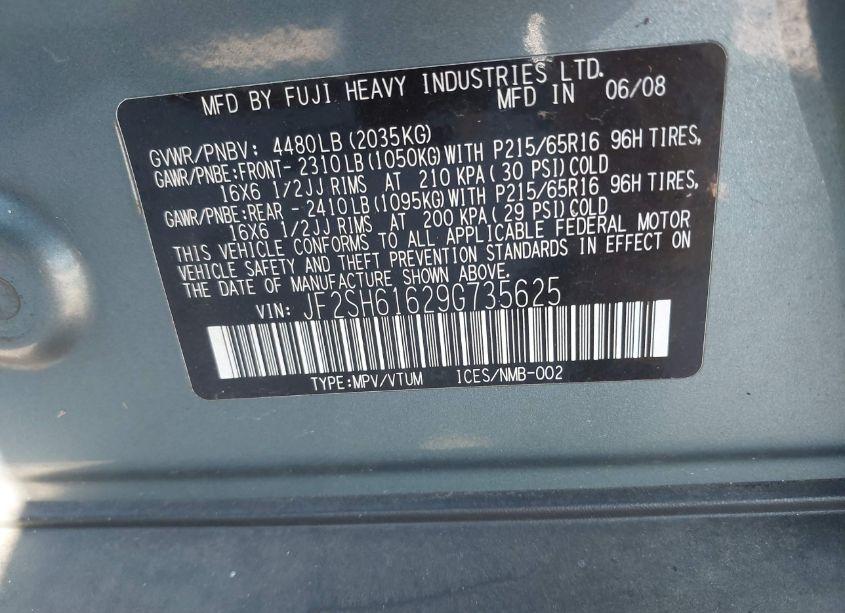 MFD BY FUJI HEAVY INDUSTRIES LTD.
MFD IN 06/08
GVWR/PNBV: 4480LB(2035KG)
GAWR/PNBE:FRONT- 2310LB(1050KG)WITH P215/65R16 96H TIRES,
16X6 1/2JJ RIMS AT 210 KPA(30 PSI)COLD
GAWR/PNBE:REAR - 2410LB(1095KG)WITH P215/65R16 96H TIRES,
16X6 1/2JJ RIMS AT 200 KPA(29 PSI)COLD
THIS VEHICLE CONFORMS TO ALL APPLICABLE FEDERAL MOTOR
VEHICLE SAFETY AND THEFT PREVENTION STANDARDS IN EFFECT ON
THE DATE OF MANUFACTURE SHOWN ABOVE.
VIN: JF2SH61629G735625
TYPE:MPV/VTUM ICES/NMB-002